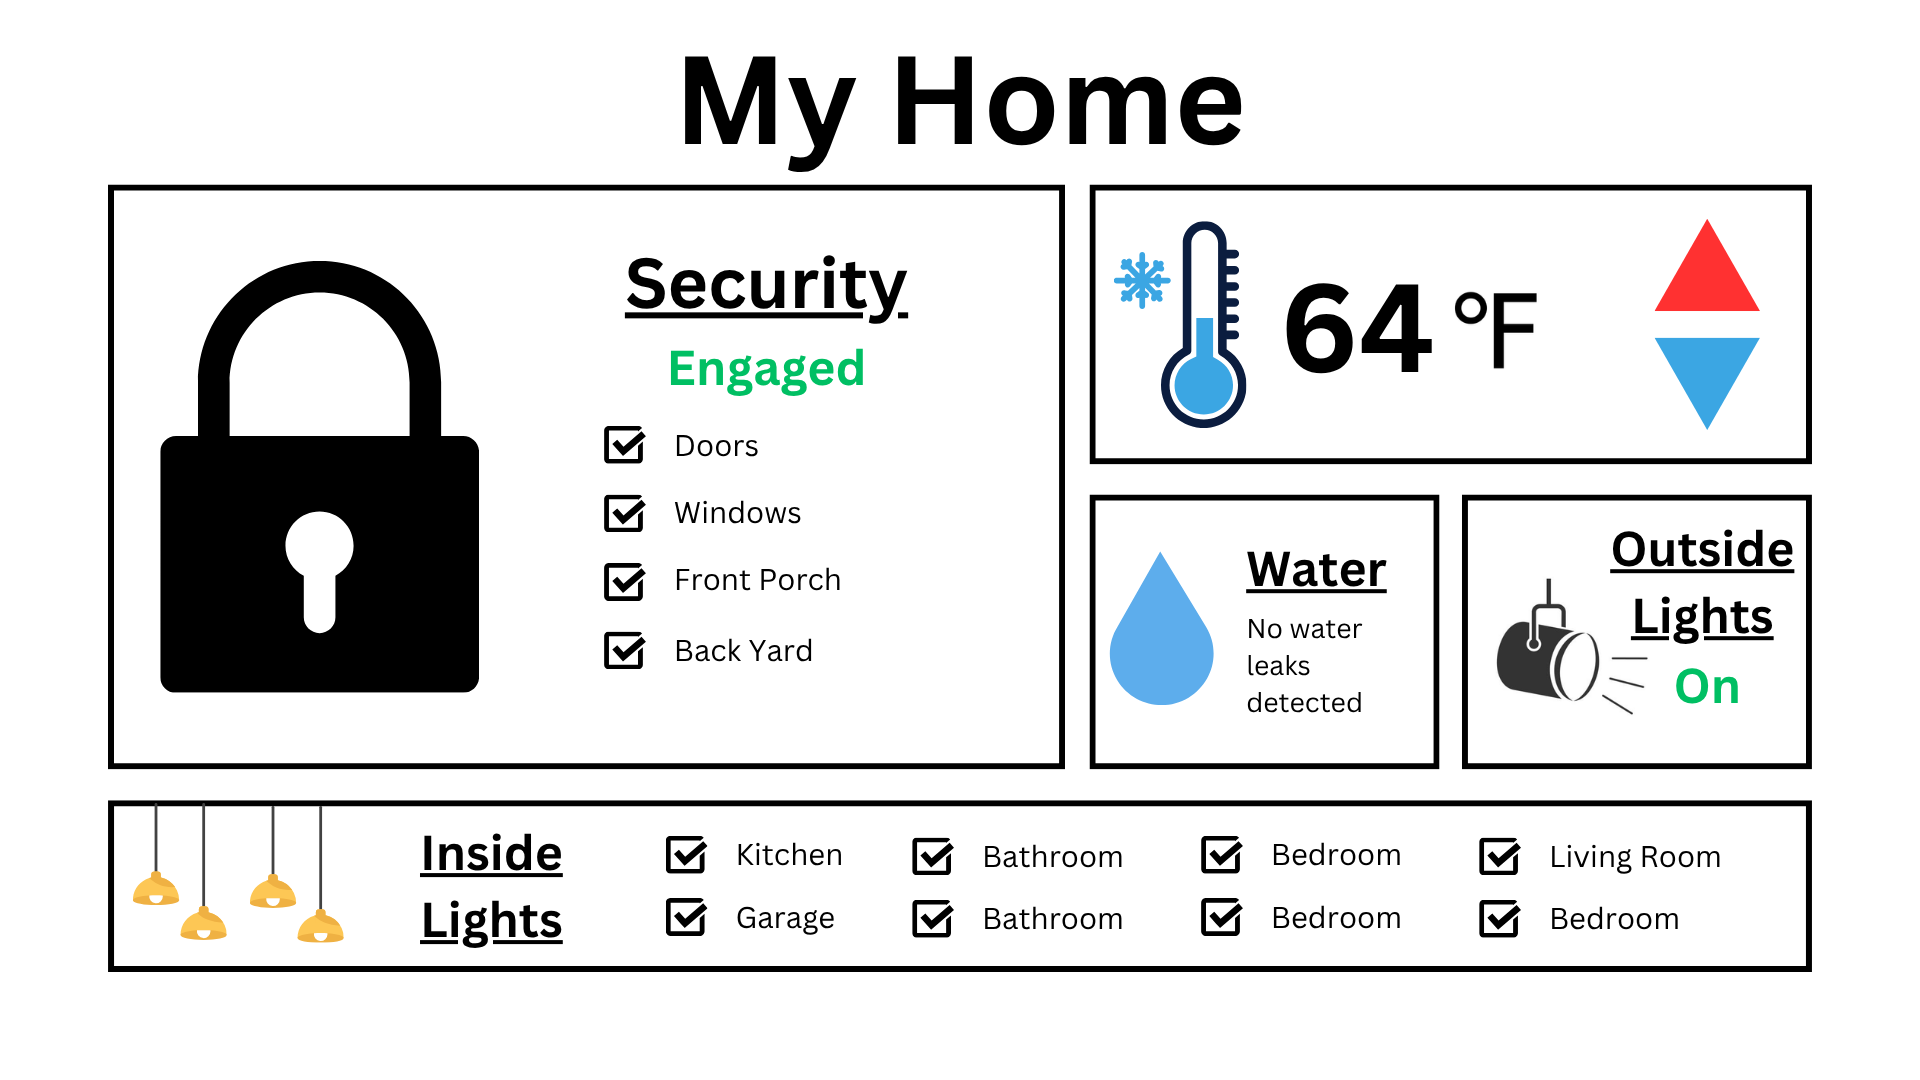 My Home
Security
Engaged
Doors
Windows
Front Porch
Back Yard
64 °F
Water
No water
leaks
detected
Outside
Lights
On
Inside
Lights
Kitchen
Bathroom
Bedroom
Living Room
Garage
Bathroom
Bedroom
Bedroom